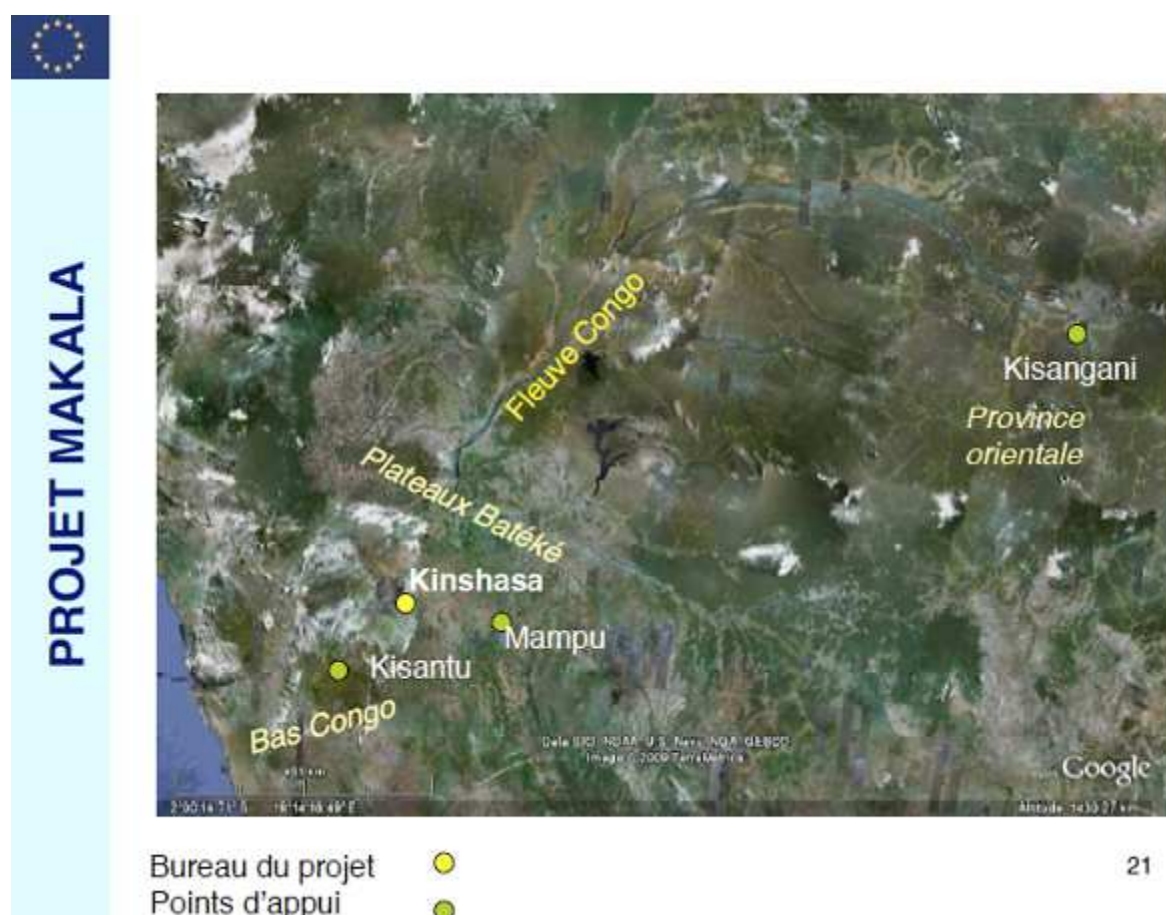 PROJET MAKALA
Fleuve Congo
Kisangani
Province
orientale
Plateaux Batéké
Kinshasa
Mampu
Kisantu
Bas Congo
Google
Bureau du projet
21
Points d'appui